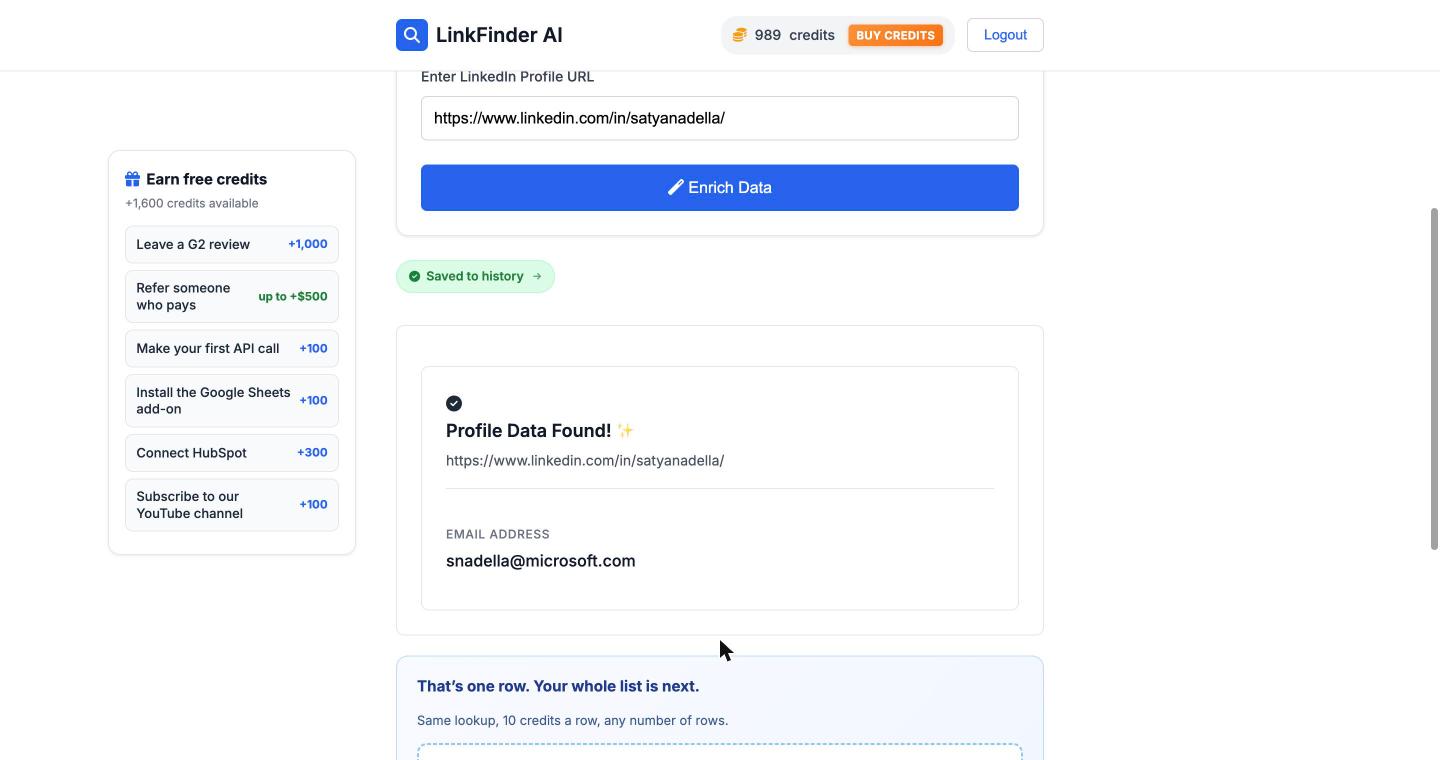 LinkFinder AI
989 credits
BUY CREDITS
Logout
Enter LinkedIn Profile URL
https://www.linkedin.com/in/satyanadella/
Enrich Data
Earn free credits
+1,600 credits available
Leave a G2 review +1,000
Refer someone
who pays
up to +$500
Make your first API call +100
Install the Google Sheets
add-on
+100
Connect HubSpot +300
Subscribe to our
YouTube channel
+100
Saved to history →
Profile Data Found! ✨
https://www.linkedin.com/in/satyanadella/
EMAIL ADDRESS
snadella@microsoft.com
That's one row. Your whole list is next.
Same lookup, 10 credits a row, any number of rows.